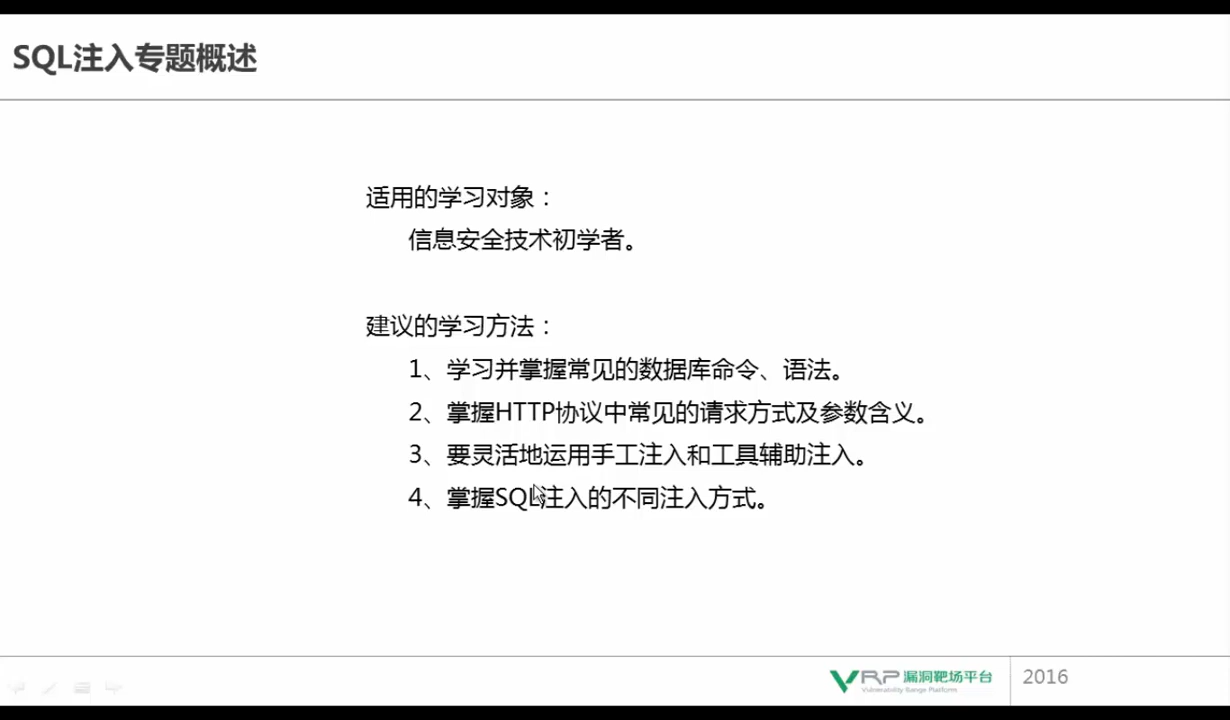 SQL注入专题概述
适用的学习对象：
信息安全技术初学者。
建议的学习方法：
1、学习并掌握常见的数据库命令、语法。
2、掌握HTTP协议中常见的请求方式及参数含义。
3、要灵活地运用手工注入和工具辅助注入。
4、掌握SQL注入的不同注入方式。
VRP 漏洞靶场平台
Vulnerability Range Platform
2016